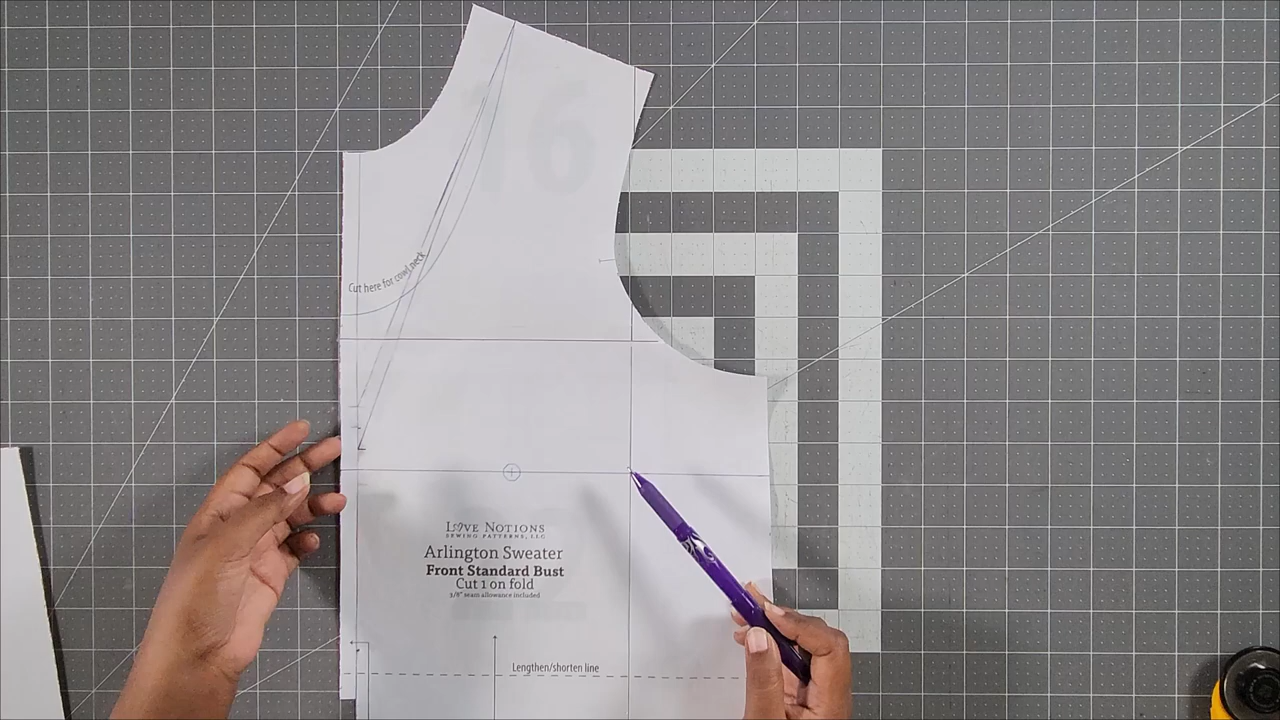 16
Cut here for cowl neck
LOVE NOTIONS
SEWING PATTERNS, LLC
Arlington Sweater
Front Standard Bust
Cut 1 on fold
3/8" seam allowance included
Lengthen/shorten line